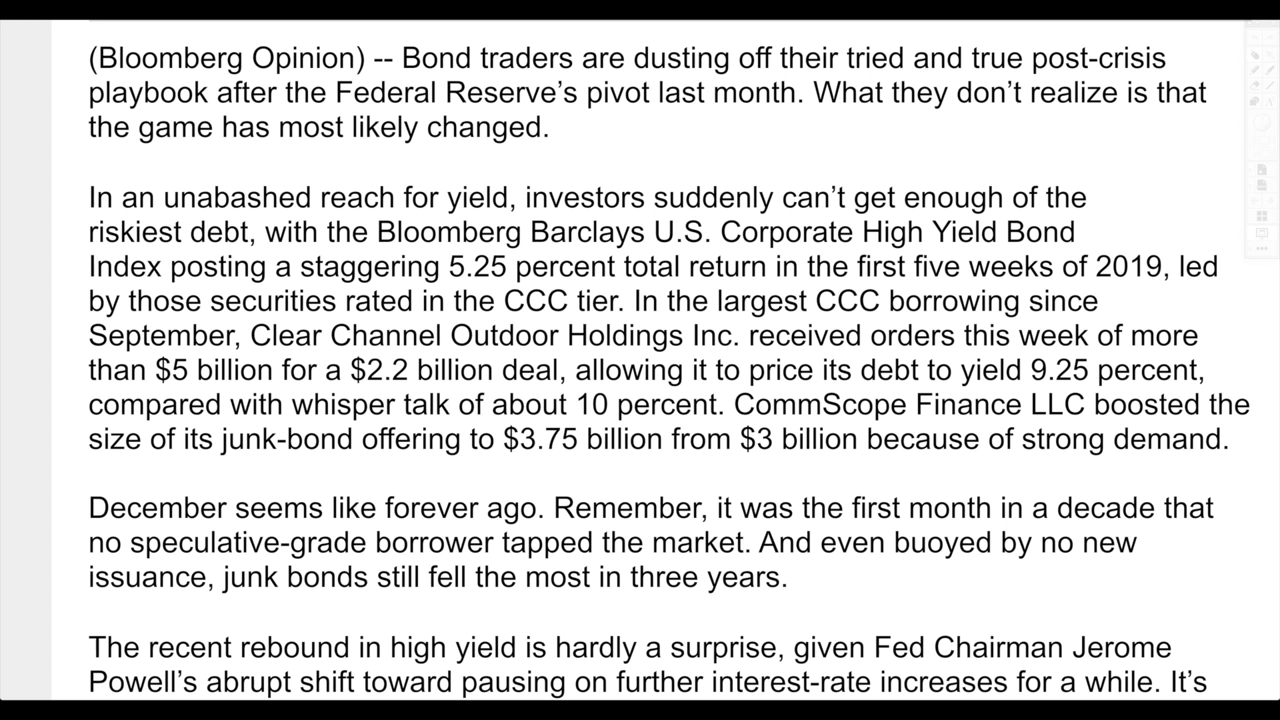 (Bloomberg Opinion) -- Bond traders are dusting off their tried and true post-crisis
playbook after the Federal Reserve’s pivot last month. What they don’t realize is that
the game has most likely changed.
In an unabashed reach for yield, investors suddenly can’t get enough of the
riskiest debt, with the Bloomberg Barclays U.S. Corporate High Yield Bond
Index posting a staggering 5.25 percent total return in the first five weeks of 2019, led
by those securities rated in the CCC tier. In the largest CCC borrowing since
September, Clear Channel Outdoor Holdings Inc. received orders this week of more
than $5 billion for a $2.2 billion deal, allowing it to price its debt to yield 9.25 percent,
compared with whisper talk of about 10 percent. CommScope Finance LLC boosted the
size of its junk-bond offering to $3.75 billion from $3 billion because of strong demand.
December seems like forever ago. Remember, it was the first month in a decade that
no speculative-grade borrower tapped the market. And even buoyed by no new
issuance, junk bonds still fell the most in three years.
The recent rebound in high yield is hardly a surprise, given Fed Chairman Jerome
Powell’s abrupt shift toward pausing on further interest-rate increases for a while. It’s